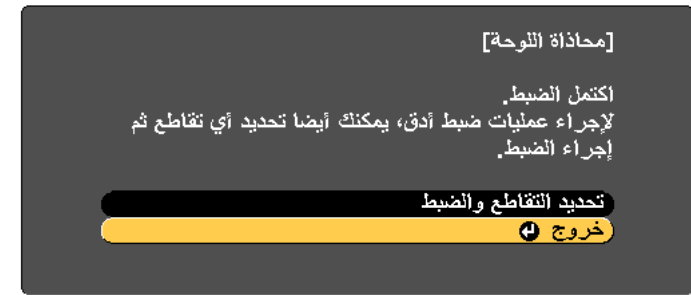 [محاذاة اللوحة]
اكتمل الضبط.
لإجراء عمليات ضبط أدق، يمكنك أيضا تحديد أي تقاطع ثم
إجراء الضبط.
تحديد التقاطع والضبط
خروج